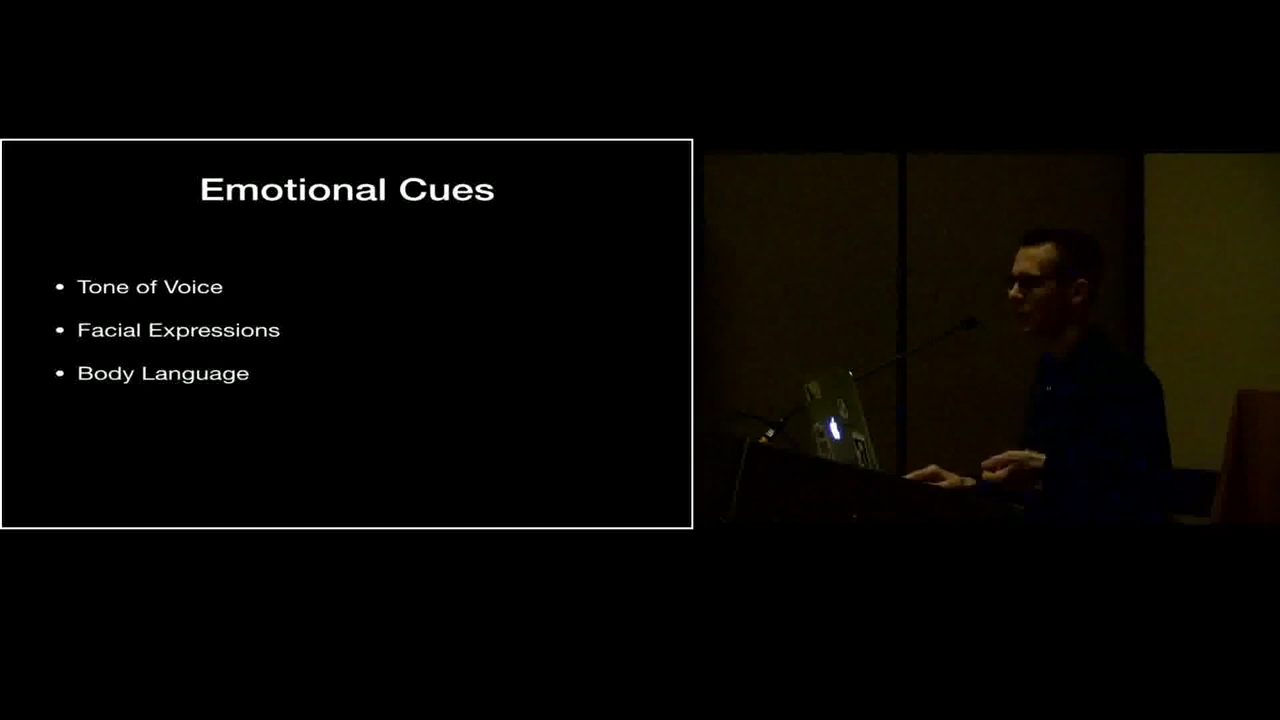 Emotional Cues
• Tone of Voice
• Facial Expressions
• Body Language